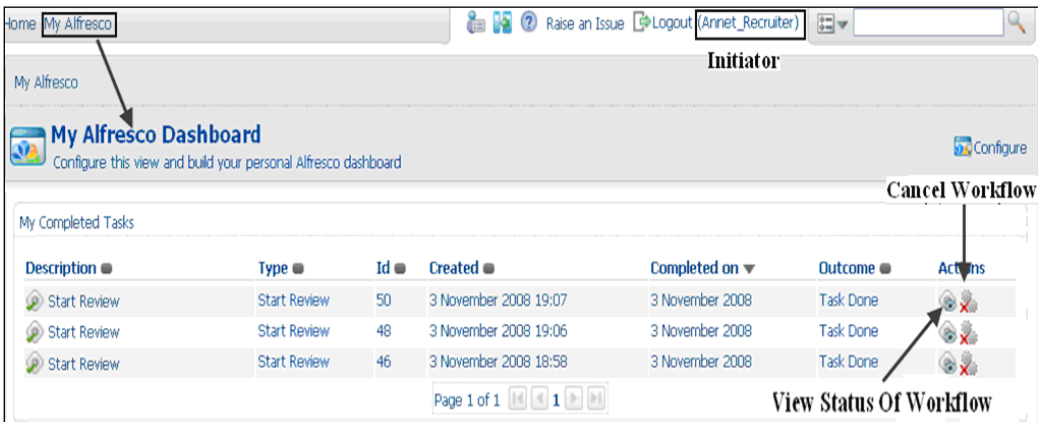 Home My Alfresco
Raise an Issue Logout (Annet_Recruiter)
Initiator
My Alfresco
My Alfresco Dashboard
Configure this view and build your personal Alfresco dashboard
Configure
Cancel Workflow
My Completed Tasks
Description Type Id Created Completed on Outcome Actions
Start Review Start Review 50 3 November 2008 19:07 3 November 2008 Task Done
Start Review Start Review 48 3 November 2008 19:06 3 November 2008 Task Done
Start Review Start Review 46 3 November 2008 18:58 3 November 2008 Task Done
Page 1 of 1 1
View Status Of Workflow